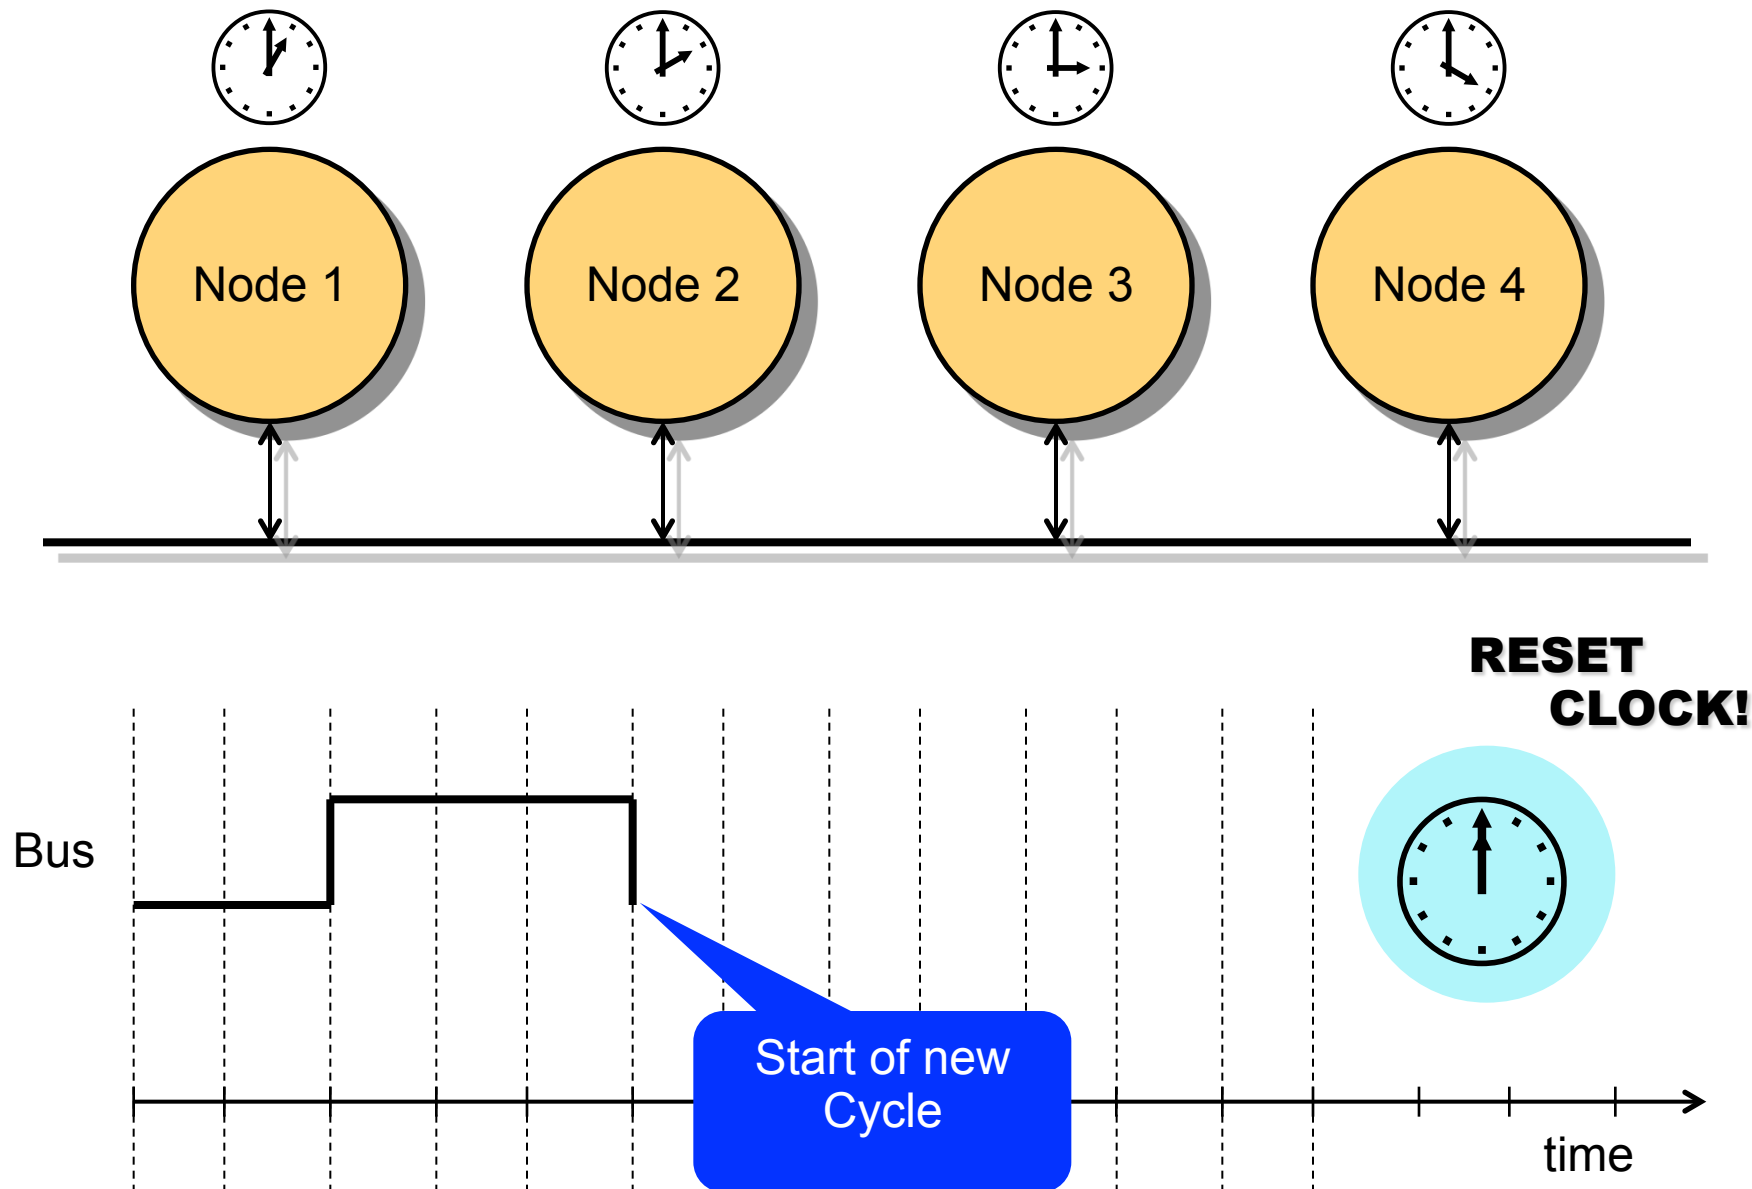 Node 1
Node 2
Node 3
Node 4
RESET
CLOCK!
Bus
Start of new
Cycle
time